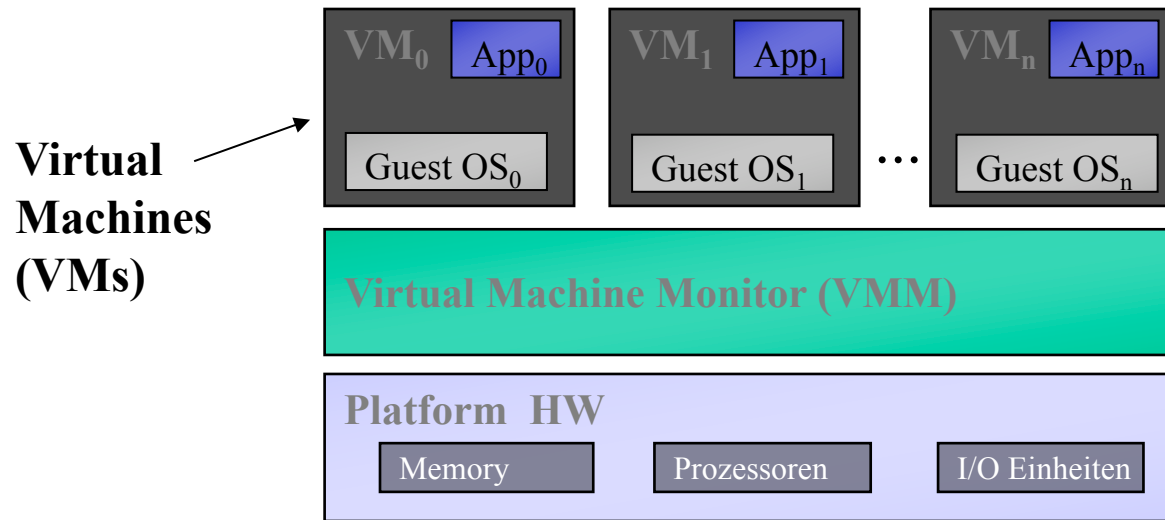 VM₀ App₀
VM₁ App₁
VMₙ Appₙ
Guest OS₀
Guest OS₁
...
Guest OSₙ
Virtual
Machines
(VMs)
Virtual Machine Monitor (VMM)
Platform HW
Memory
Prozessoren
I/O Einheiten